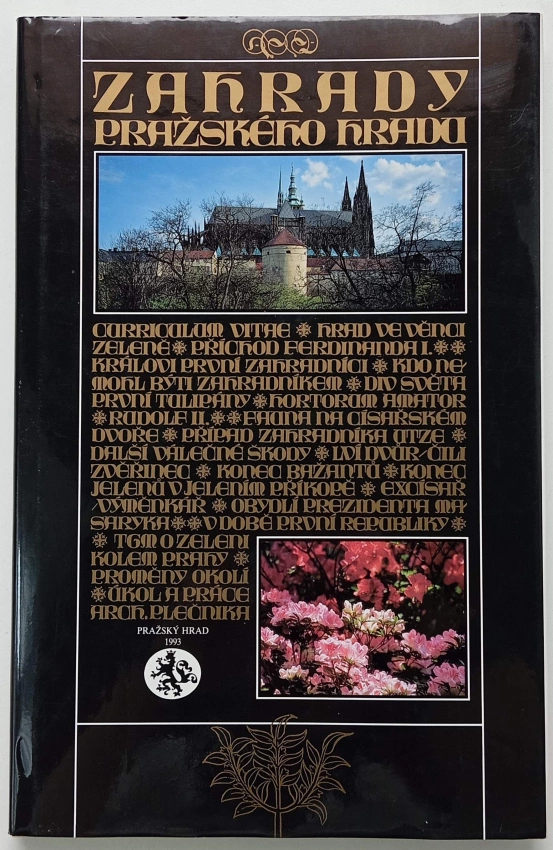 ZAHRADY
PRAŽSKÉHO HRADU
CURRICULUM VITAE * HRAD VE VĚNCI
ZELENĚ * PŘÍCHOD FERDINANDA I. **
KRÁLOVI PRVNÍ ZAHRADNÍCI * KDO NE-
MOHL BÝTI ZAHRADNÍKEM * DIV SVĚTA
PRVNÍ TULIPÁNY * HORTORUM AMATOR
* RUDOLF II. ** FAUNA NA CÍSAŘSKÉM
DVOŘE * PŘÍPAD ZAHRADNÍKA UTZE *
DALŠÍ VÁLEČNÉ ŠKODY * LVÍ DVŮR/ČILI
ZVĚŘINEC * KONEC BAŽANTŮ * KONEC
JELENŮ V JELENÍM PŘÍKOPĚ * EXCÍSAŘ
/VÝMĚNKÁŘ * OBYDLÍ PREZIDENTA MA-
SARYKA ** V DOBĚ PRVNÍ REPUBLIKY *
* TGM O ZELENI
KOLEM PRAHY *
PROMĚNY OKOLÍ
* ÚKOL A PRÁCE
ARCH. PLEČNIKA
PRAŽSKÝ HRAD
1993